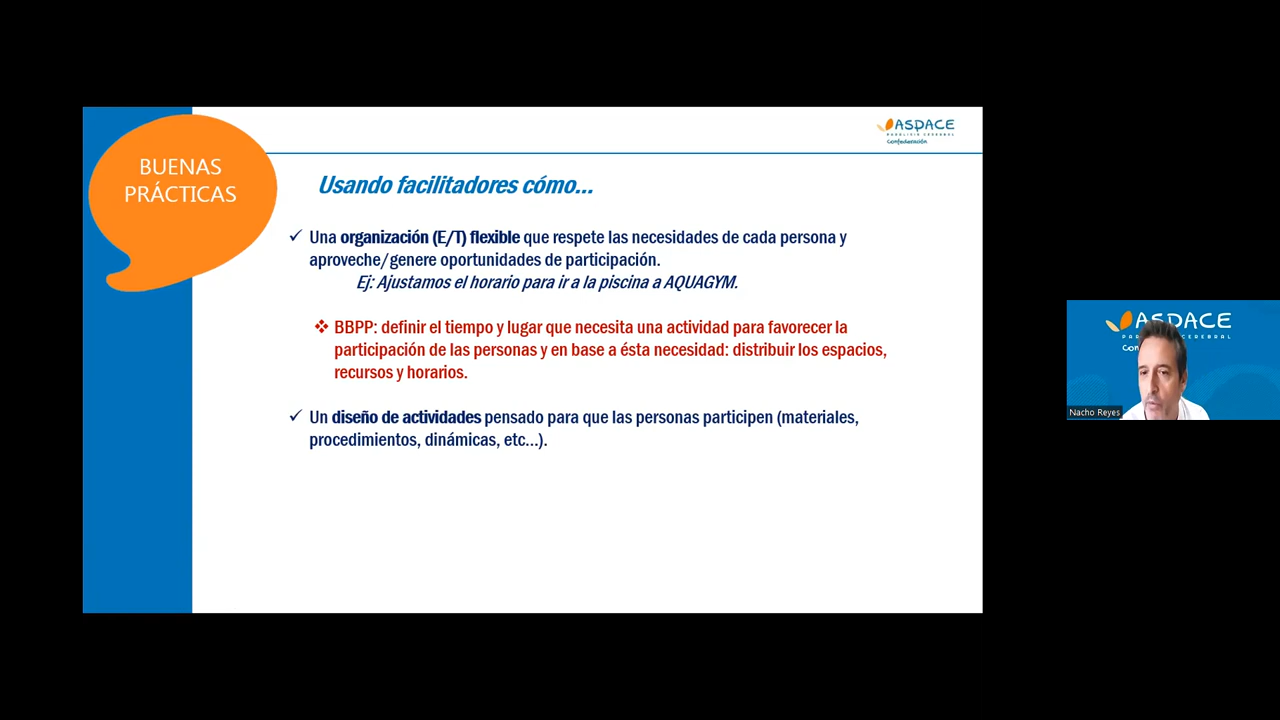 BUENAS
PRÁCTICAS
ASPACE
PARÁLISIS CEREBRAL
Confederación
Usando facilitadores cómo...
✓ Una organización (E/T) flexible que respete las necesidades de cada persona y
aproveche/genere oportunidades de participación.
Ej: Ajustamos el horario para ir a la piscina a AQUAGYM.
❖ BBPP: definir el tiempo y lugar que necesita una actividad para favorecer la
participación de las personas y en base a ésta necesidad: distribuir los espacios,
recursos y horarios.
✓ Un diseño de actividades pensado para que las personas participen (materiales,
procedimientos, dinámicas, etc...).
ASPACE
Nacho Reyes